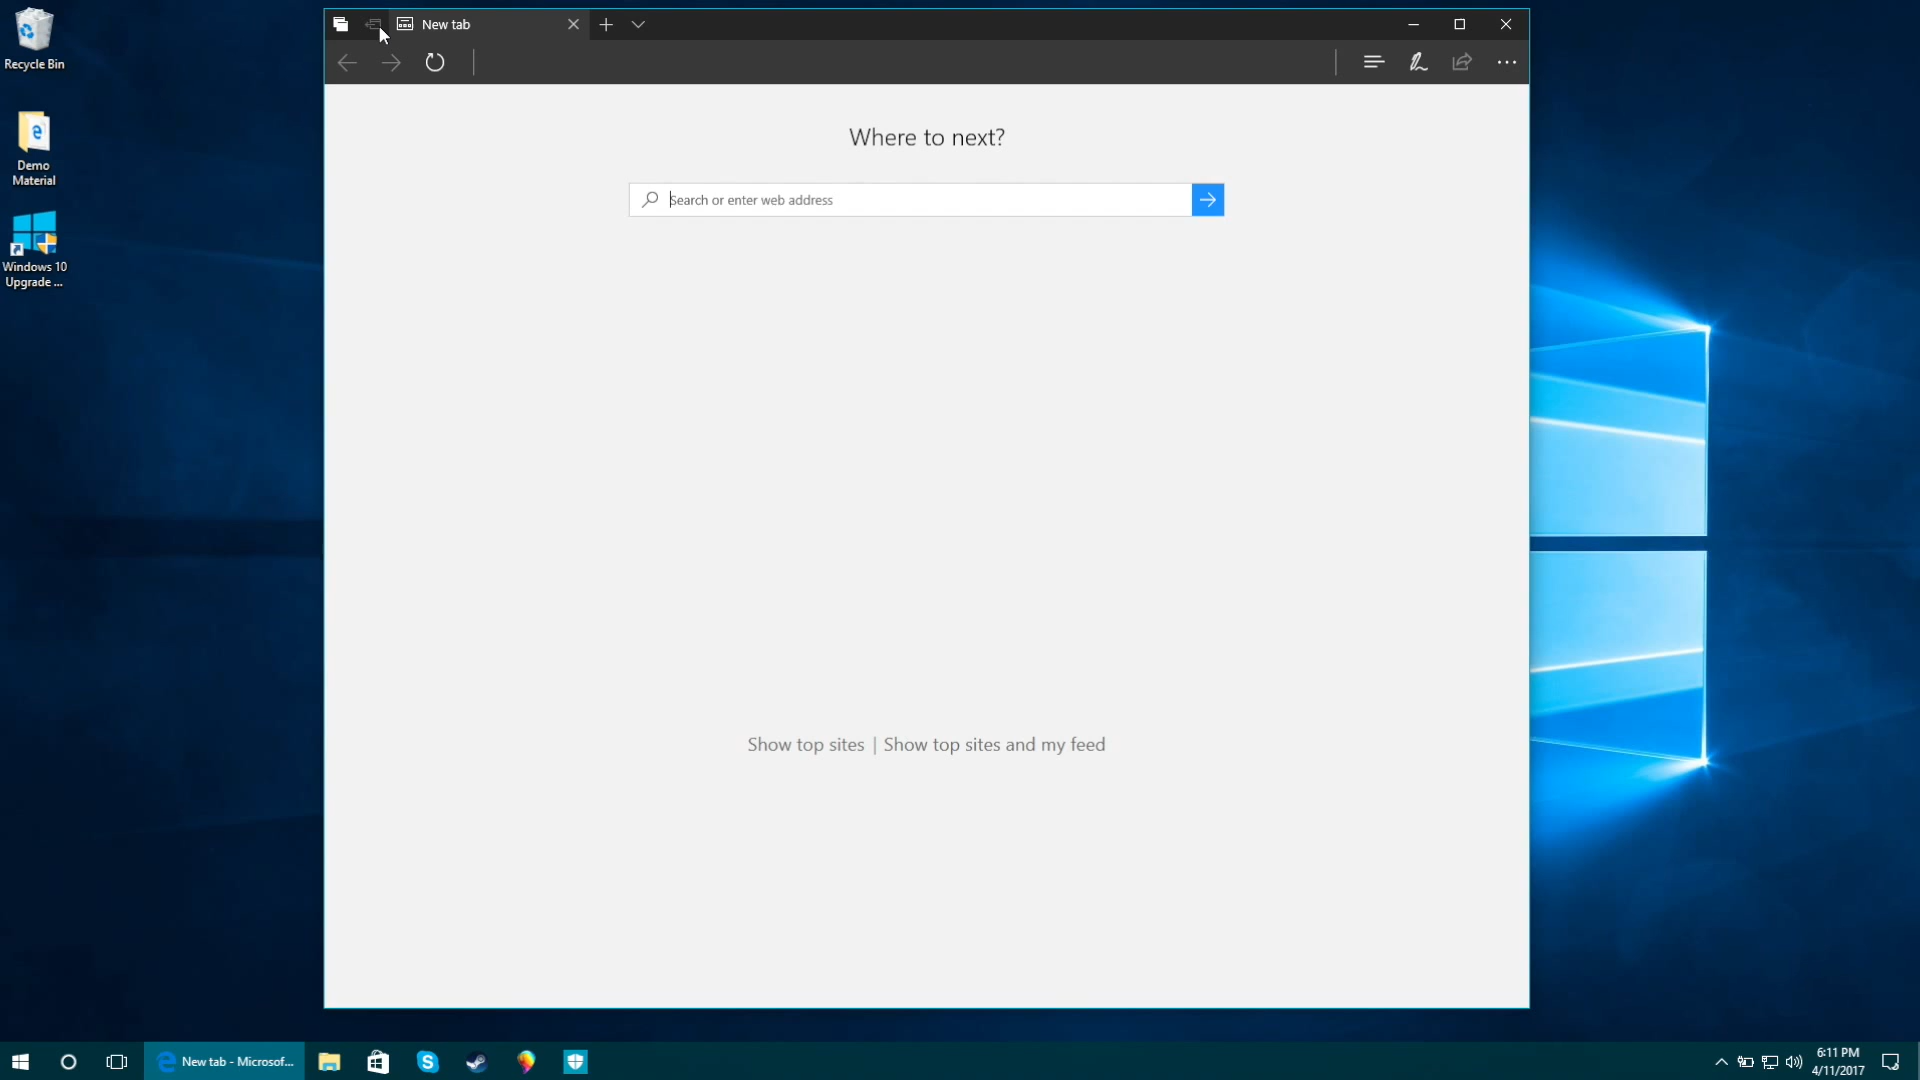 Recycle Bin
Demo
Material
Windows 10
Upgrade ...
New tab
Where to next?
Search or enter web address
Show top sites | Show top sites and my feed
New tab - Microsof...
6:11 PM
4/11/2017